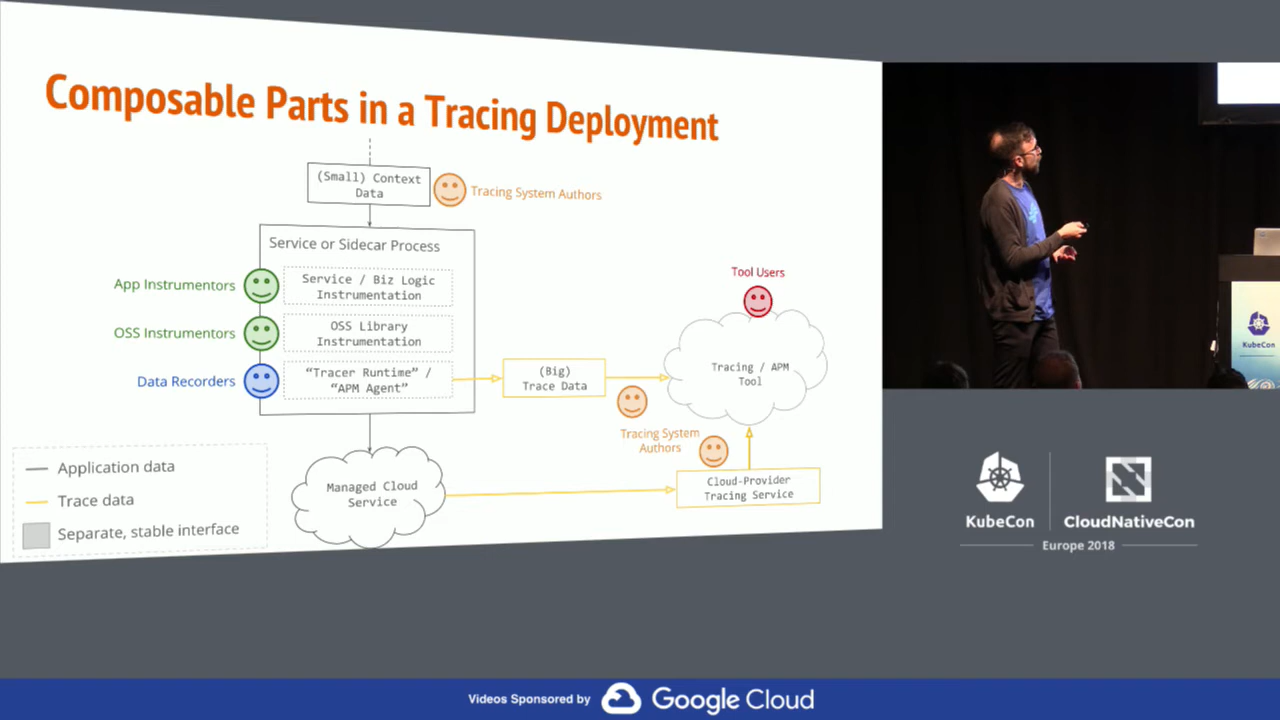 Composable Parts in a Tracing Deployment
(Small) Context
Data
Tracing System Authors
Service or Sidecar Process
App Instrumentors
Service / Biz Logic
Instrumentation
OSS Instrumentors
OSS Library
Instrumentation
Data Recorders
“Tracer Runtime” /
“APM Agent”
(Big)
Trace Data
Tool Users
Tracing / APM
Tool
Tracing System
Authors
Managed Cloud
Service
Cloud-Provider
Tracing Service
Application data
Trace data
Separate, stable interface
KubeCon
KubeCon
CloudNativeCon
Europe 2018
Videos Sponsored by
Google Cloud